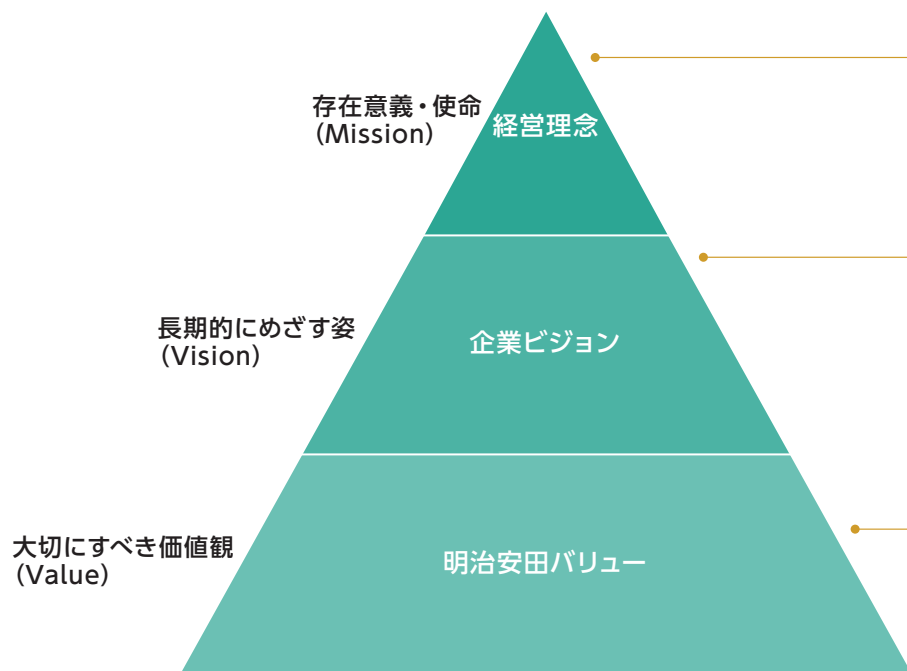 存在意義・使命
(Mission)
経営理念
長期的にめざす姿
(Vision)
企業ビジョン
大切にすべき価値観
(Value)
明治安田バリュー